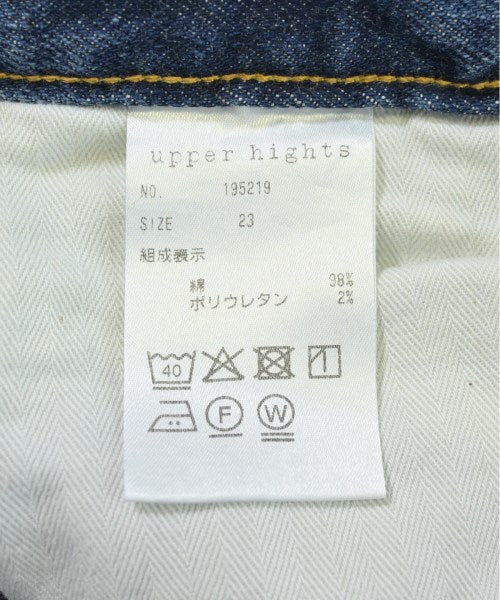 upper hights
NO. 195219
SIZE 23
組成表示
綿 98%
ポリウレタン 2%
40
F W